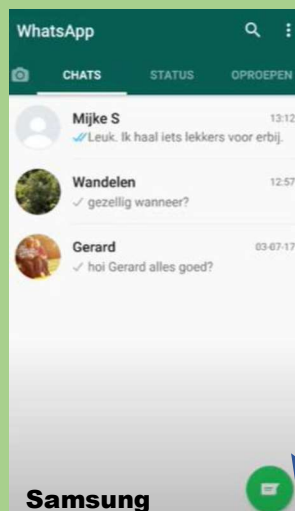 WhatsApp
CHATS STATUS OPROEPEN
Mijke S 13:12
Leuk. Ik haal iets lekkers voor erbij.
Wandelen 12:57
gezellig wanneer?
Gerard 03-07-17
hoi Gerard alles goed?
Samsung